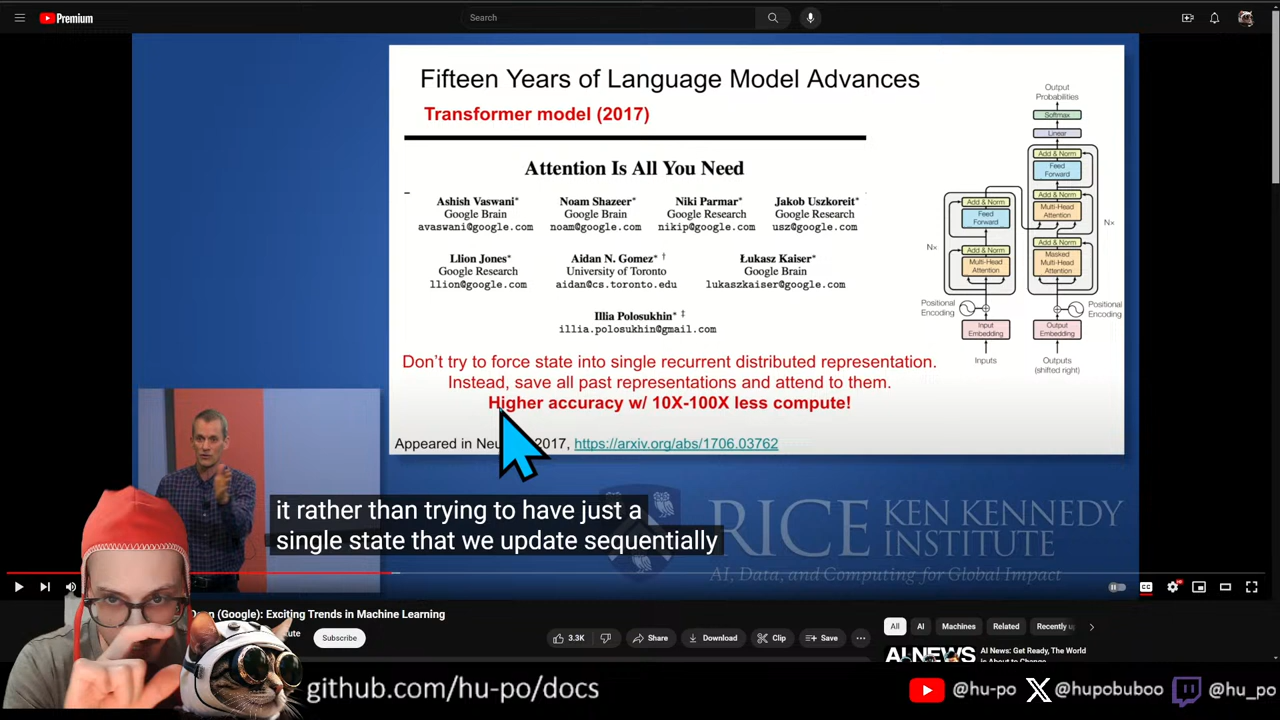 Premium
Search
Fifteen Years of Language Model Advances
Transformer model (2017)
Attention Is All You Need
Ashish Vaswani*
Google Brain
avaswani@google.com
Noam Shazeer*
Google Brain
noam@google.com
Niki Parmar*
Google Research
nikip@google.com
Jakob Uszkoreit*
Google Research
usz@google.com
Llion Jones*
Google Research
llion@google.com
Aidan N. Gomez* †
University of Toronto
aidan@cs.toronto.edu
Łukasz Kaiser*
Google Brain
lukaszkaiser@google.com
Illia Polosukhin* ‡
illia.polosukhin@gmail.com
Don't try to force state into single recurrent distributed representation.
Instead, save all past representations and attend to them.
Higher accuracy w/ 10X-100X less compute!
Appeared in 2017, https://arxiv.org/abs/1706.03762
Output
Probabilities
Softmax
Linear
Add & Norm
Feed
Forward
Add & Norm
Multi-Head
Attention
Add & Norm
Masked
Multi-Head
Attention
Nx
Add & Norm
Feed
Forward
Add & Norm
Multi-Head
Attention
Nx
Positional
Encoding
Positional
Encoding
Input
Embedding
Output
Embedding
Inputs
Outputs
(shifted right)
RICE
KEN KENNEDY
INSTITUTE
AI, Data, and Computing for Global Impact
it rather than trying to have just a
single state that we update sequentially
CC
(Google): Exciting Trends in Machine Learning
Subscribe
3.3K
Share
Download
Clip
Save
All
AI
Machines
Related
Recently
AI NEWS
AI News: Get Ready, The World
is About to Change
github.com/hu-po/docs
@hu-po
@hupobuboo
@hu_po